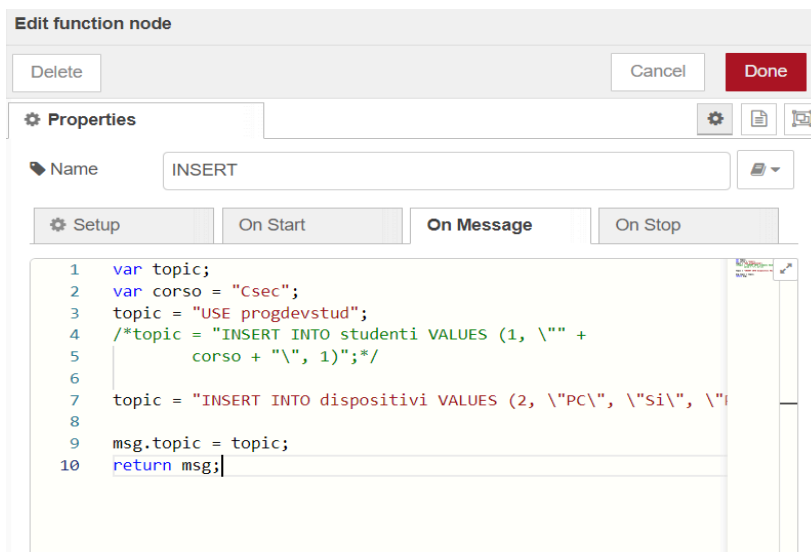 Edit function node
Delete
Cancel
Done
Properties
Name
INSERT
Setup
On Start
On Message
On Stop
1 var topic;
2 var corso = "Csec";
3 topic = "USE progdevstud";
4 /*topic = "INSERT INTO studenti VALUES (1, \"" +
5 corso + "\", 1)";*/
6
7 topic = "INSERT INTO dispositivi VALUES (2, \"PC\", \"Si\", \"
8
9 msg.topic = topic;
10 return msg;